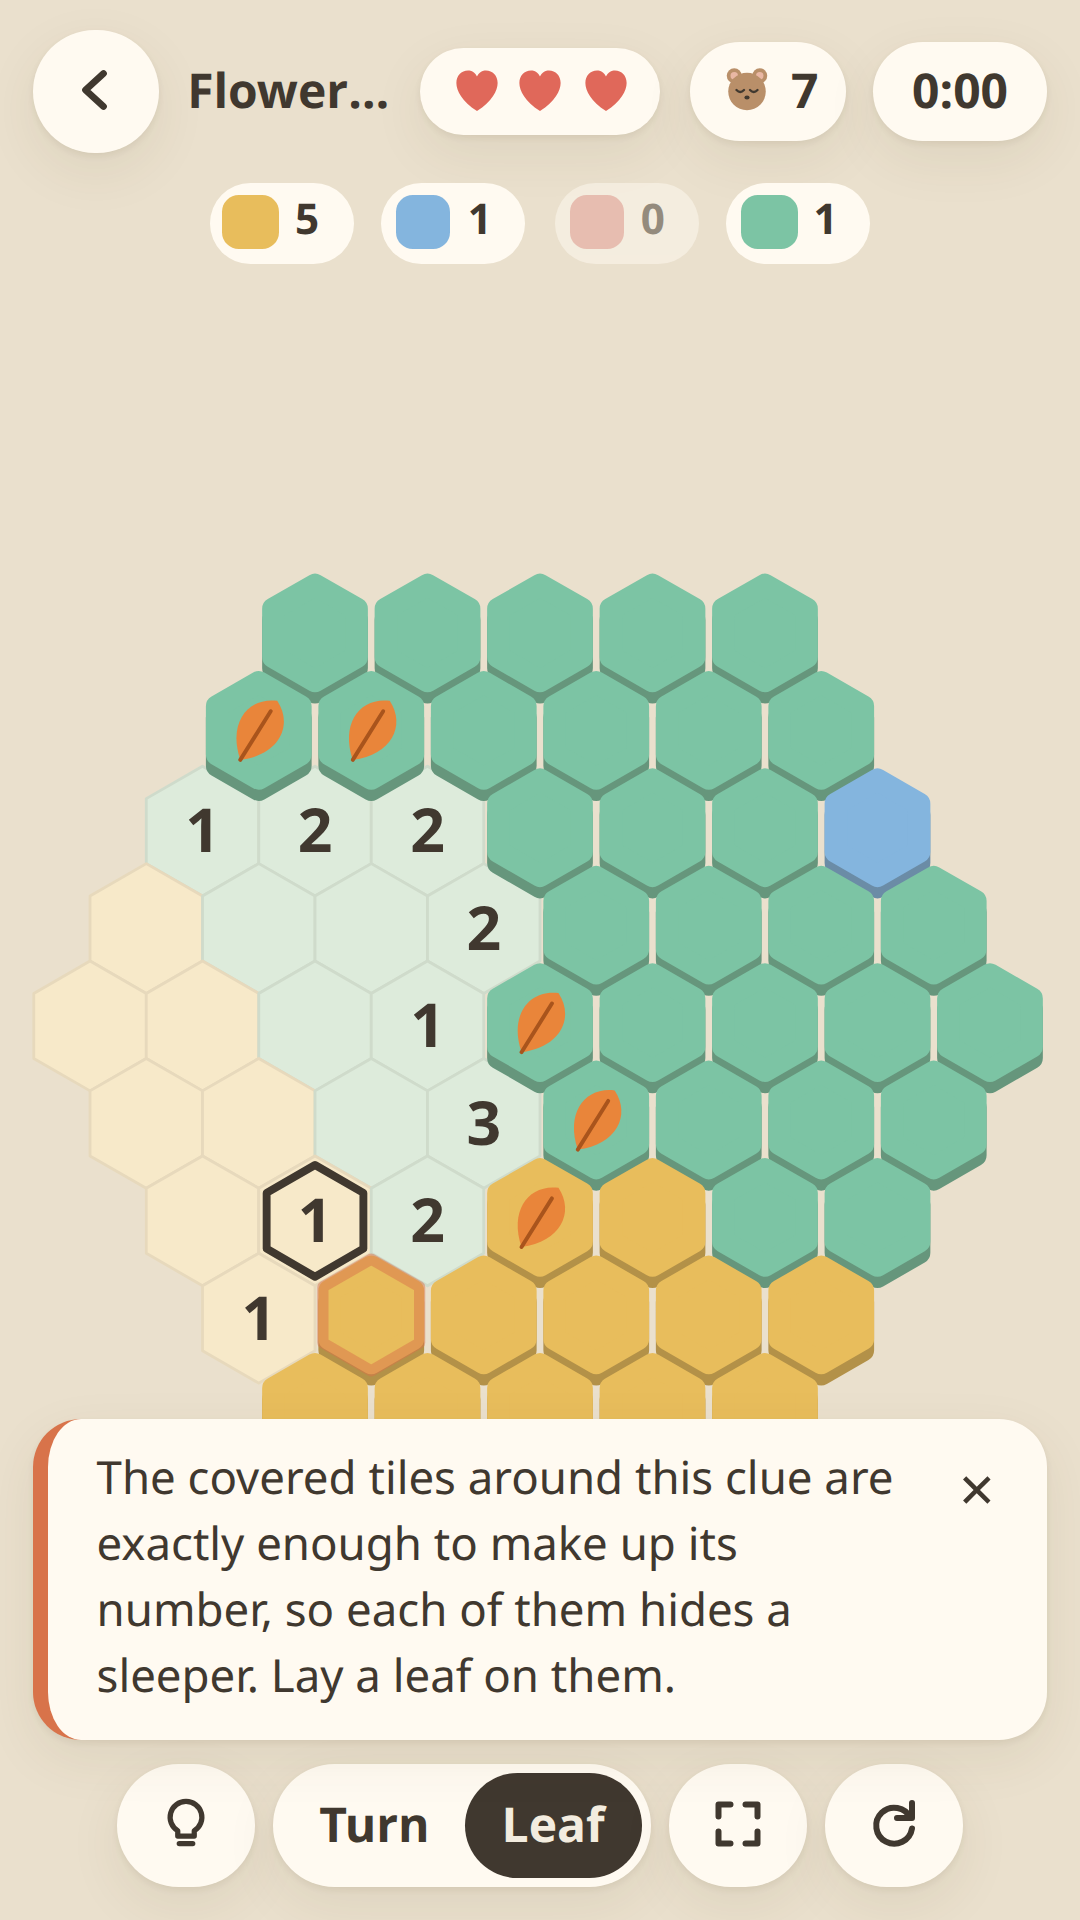 Flower... 7 0:00
5 1 0 1
1 2 2
2
1
3
1 2
1
The covered tiles around this clue are
exactly enough to make up its
number, so each of them hides a
sleeper. Lay a leaf on them.
Turn Leaf